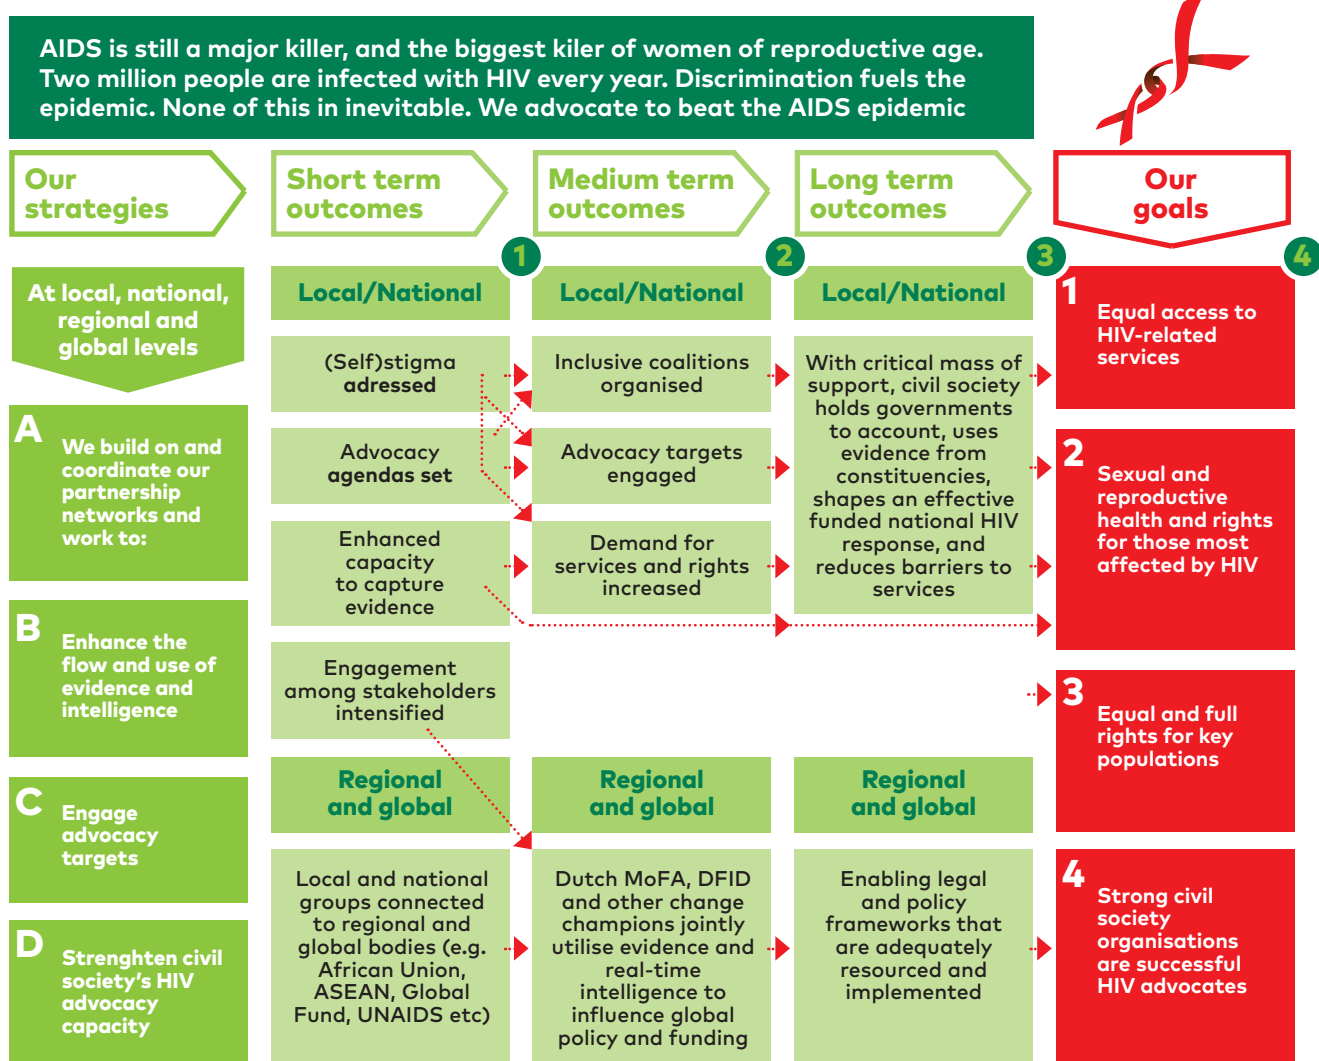 AIDS is still a major killer, and the biggest kiler of women of reproductive age.
Two million people are infected with HIV every year. Discrimination fuels the
epidemic. None of this in inevitable. We advocate to beat the AIDS epidemic
Our
strategies
Short term
outcomes
Medium term
outcomes
Long term
outcomes
Our
goals
1
2
3
4
At local, national,
regional and
global levels
A
We build on and
coordinate our
partnership
networks and
work to:
B
Enhance the
flow and use of
evidence and
intelligence
C
Engage
advocacy
targets
D
Strenghten civil
society's HIV
advocacy
capacity
Local/National
(Self)stigma
adressed
Advocacy
agendas set
Enhanced
capacity
to capture
evidence
Engagement
among stakeholders
intensified
Regional
and global
Local and national
groups connected
to regional and
global bodies (e.g.
African Union,
ASEAN, Global
Fund, UNAIDS etc)
Local/National
Inclusive coalitions
organised
Advocacy targets
engaged
Demand for
services and rights
increased
Regional
and global
Dutch MoFA, DFID
and other change
champions jointly
utilise evidence and
real-time
intelligence to
influence global
policy and funding
Local/National
With critical mass of
support, civil society
holds governments
to account, uses
evidence from
constituencies,
shapes an effective
funded national HIV
response, and
reduces barriers to
services
Regional
and global
Enabling legal
and policy
frameworks that
are adequately
resourced and
implemented
1
Equal access to
HIV-related
services
2
Sexual and
reproductive
health and rights
for those most
affected by HIV
3
Equal and full
rights for key
populations
4
Strong civil
society
organisations
are successful
HIV advocates